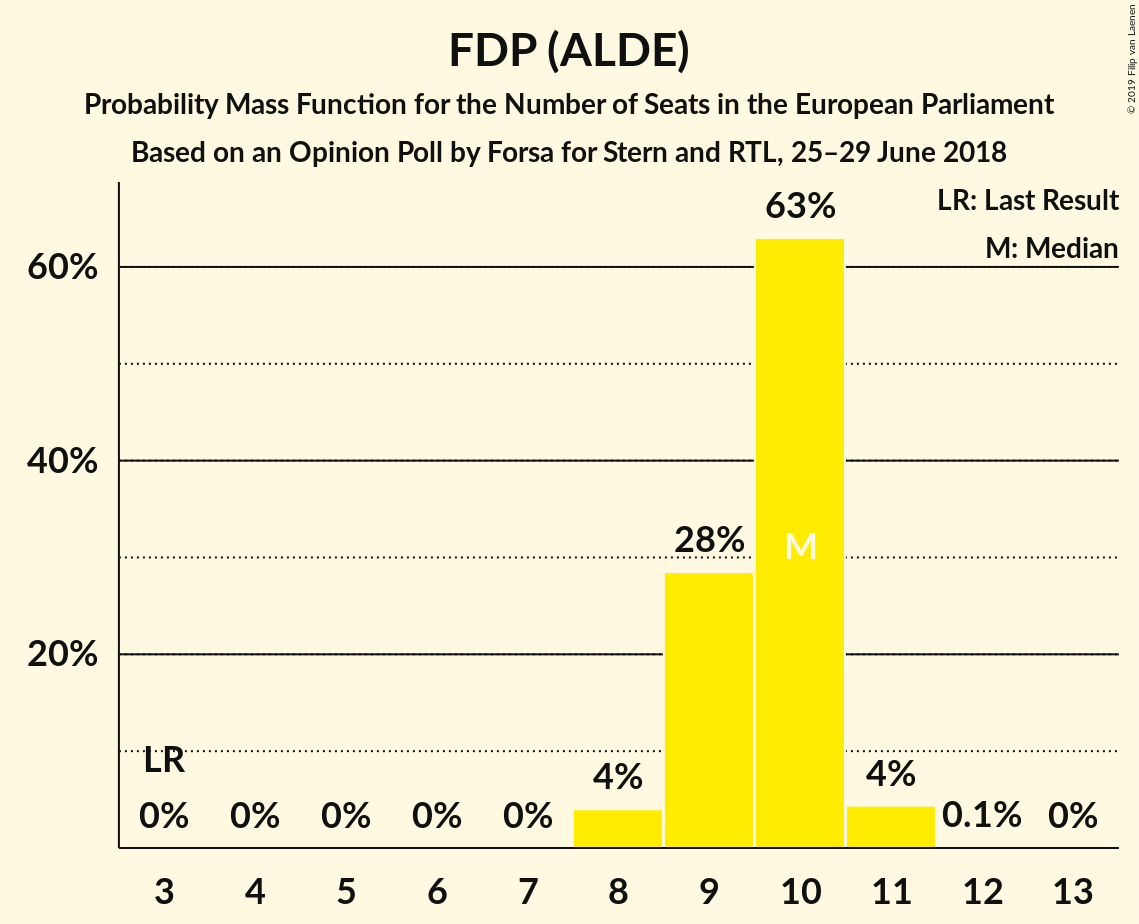 FDP (ALDE)
Probability Mass Function for the Number of Seats in the European Parliament
Based on an Opinion Poll by Forsa for Stern and RTL, 25–29 June 2018
© 2019 Filip van Laenen
LR: Last Result
M: Median
60%
40%
20%
63%
28%
M
LR
4%
4%
0% 0% 0% 0% 0% 0.1% 0%
3 4 5 6 7 8 9 10 11 12 13